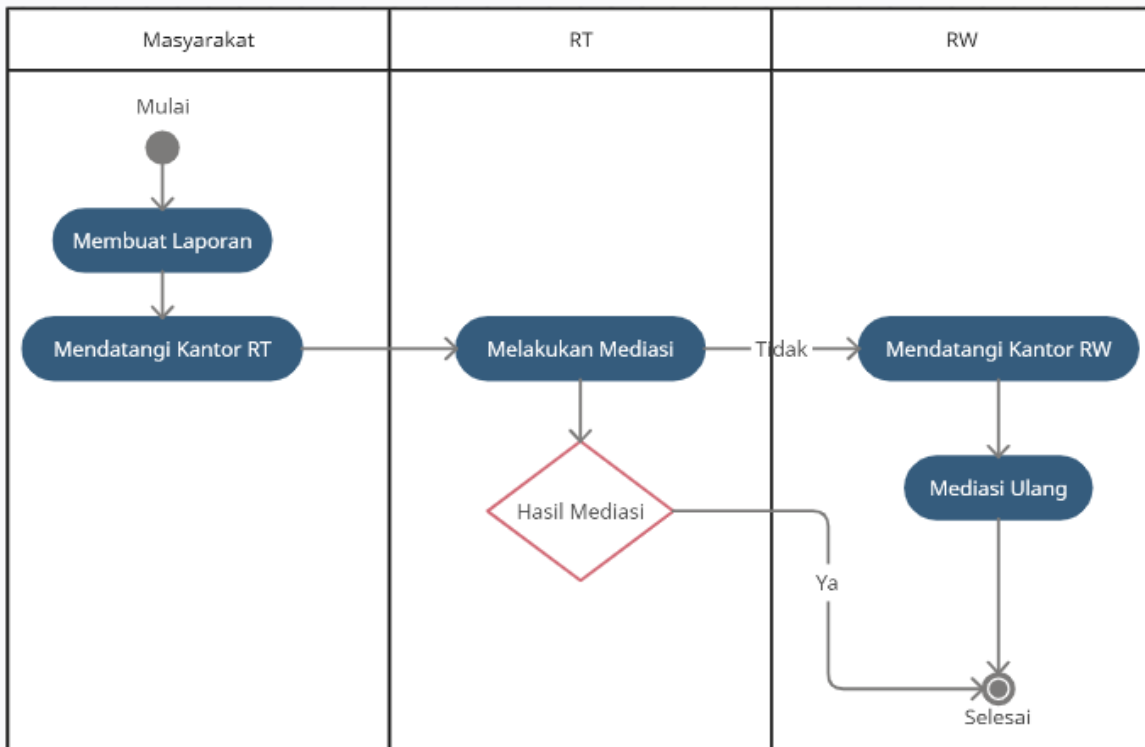 Masyarakat
RT
RW
Mulai
Membuat Laporan
Mendatangi Kantor RT
Melakukan Mediasi
Tidak
Mendatangi Kantor RW
Mediasi Ulang
Hasil Mediasi
Ya
Selesai